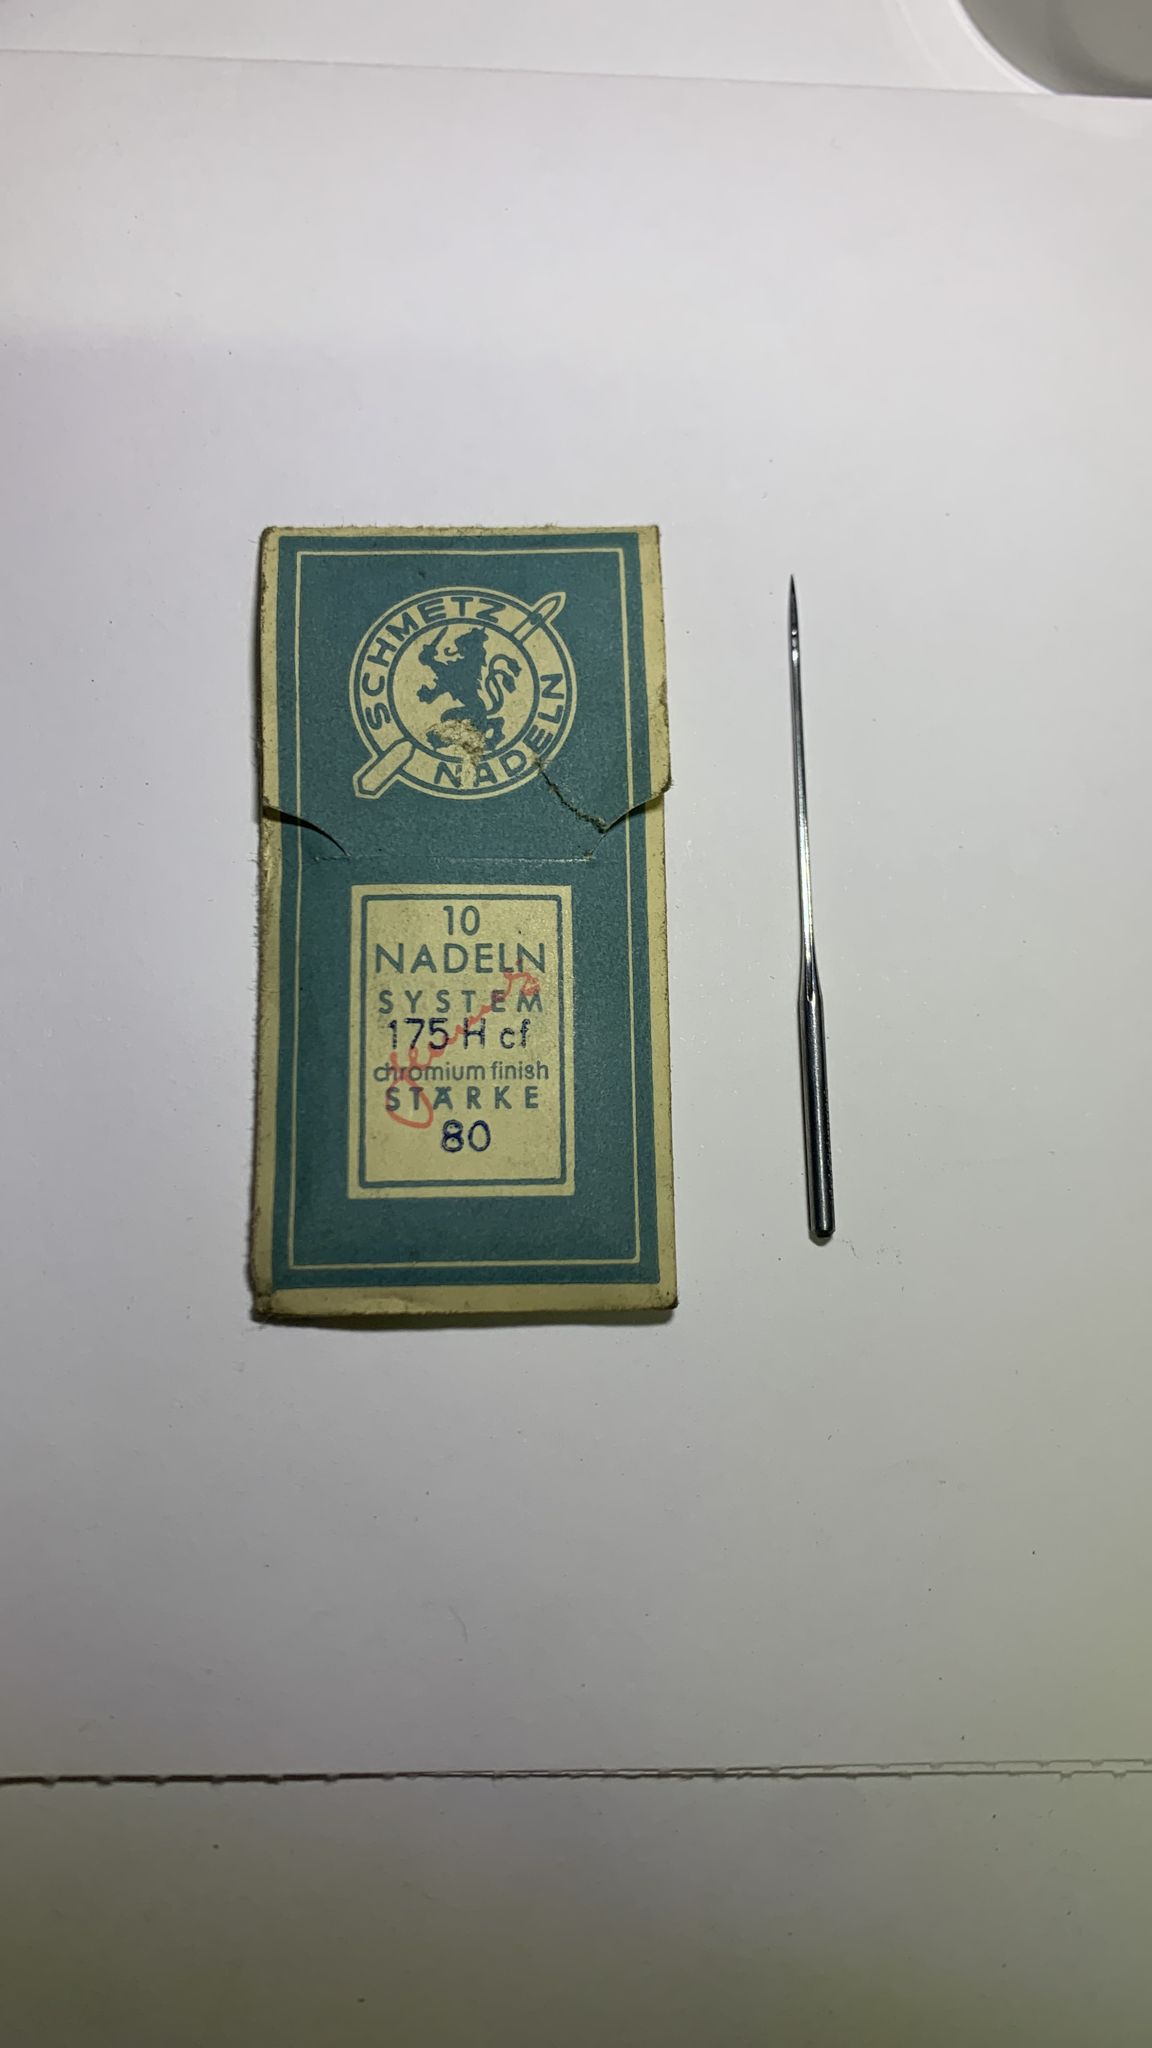 SCHMETZ
NADELN
10
NADELN
SYSTEM
175 H cf
chromium finish
STÄRKE
80